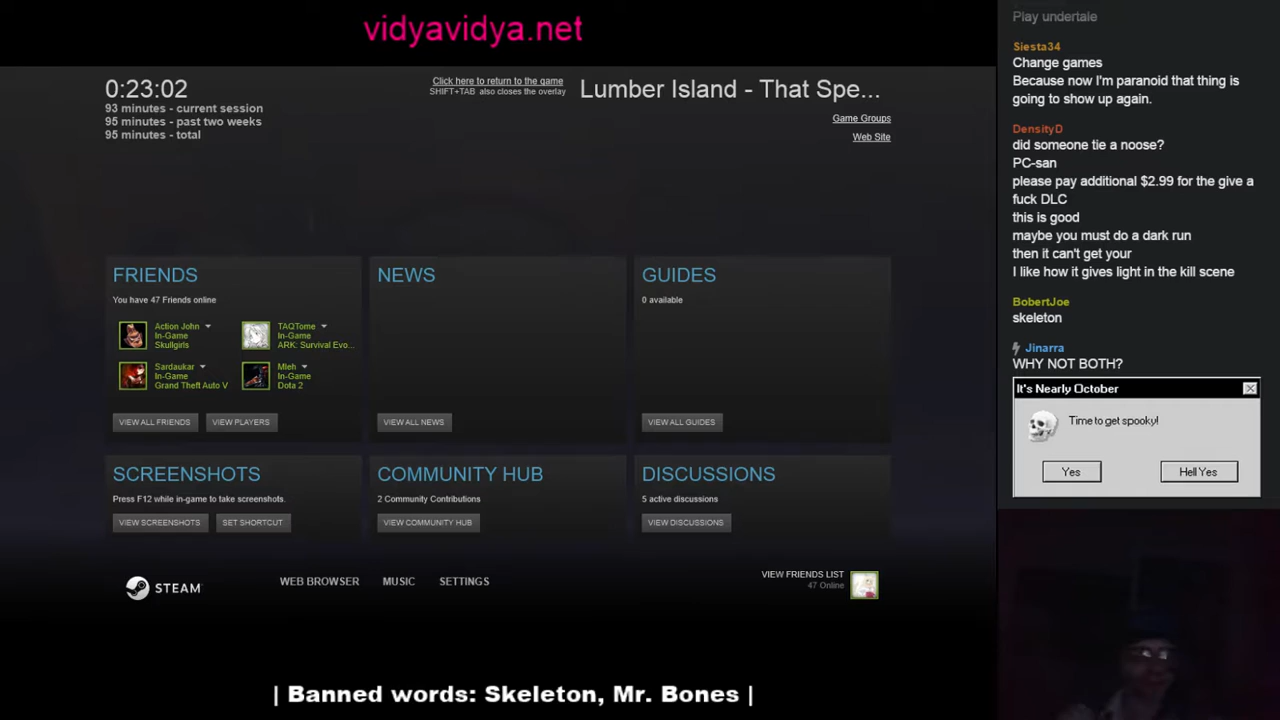 vidyavidya.net
0:23:02
93 minutes - current session
95 minutes - past two weeks
95 minutes - total
Click here to return to the game
SHIFT+TAB also closes the overlay
Lumber Island - That Spe...
Game Groups
Web Site
FRIENDS
You have 47 Friends online
Action John
In-Game
Skullgirls
TAQTome
In-Game
ARK: Survival Evo...
Sardaukar
In-Game
Grand Theft Auto V
Mleh
In-Game
Dota 2
VIEW ALL FRIENDS
VIEW PLAYERS
NEWS
VIEW ALL NEWS
GUIDES
0 available
VIEW ALL GUIDES
SCREENSHOTS
Press F12 while in-game to take screenshots.
VIEW SCREENSHOTS
SET SHORTCUT
COMMUNITY HUB
2 Community Contributions
VIEW COMMUNITY HUB
DISCUSSIONS
5 active discussions
VIEW DISCUSSIONS
STEAM
WEB BROWSER
MUSIC
SETTINGS
VIEW FRIENDS LIST
47 Online
| Banned words: Skeleton, Mr. Bones |
Play undertale
Siesta34
Change games
Because now I'm paranoid that thing is
going to show up again.
DensityD
did someone tie a noose?
PC-san
please pay additional $2.99 for the give a
fuck DLC
this is good
maybe you must do a dark run
then it can't get your
I like how it gives light in the kill scene
BobertJoe
skeleton
Jinarra
WHY NOT BOTH?
It's Nearly October
Time to get spooky!
Yes
Hell Yes